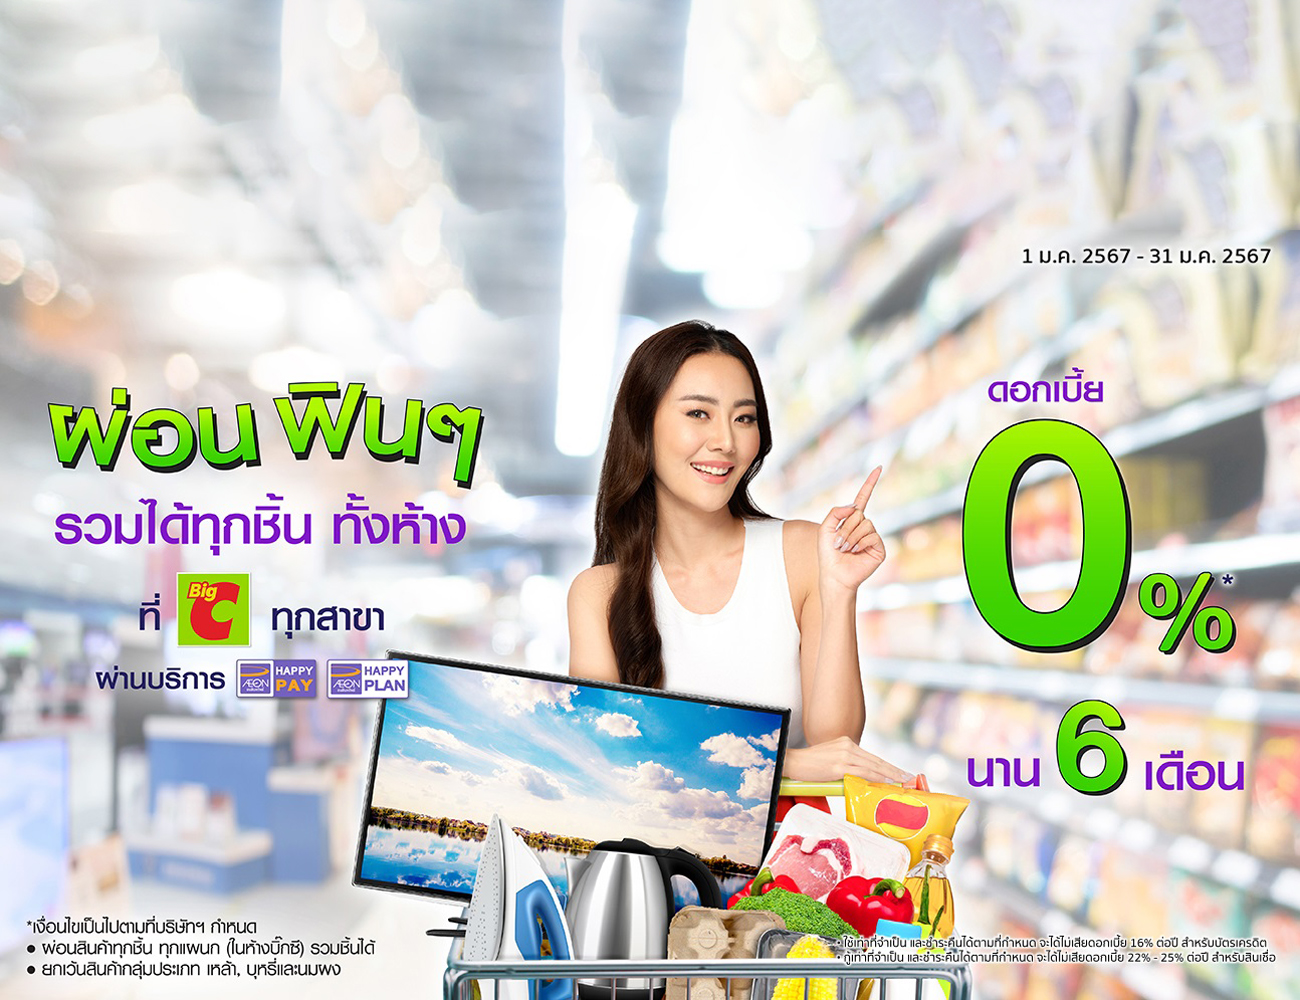 1 ม.ค. 2567 - 31 ม.ค. 2567
ผ่อน ฟินๆ
รวมได้ทุกชิ้น ทั้งห้าง
ที่ Big C ทุกสาขา
ผ่านบริการ AEON HAPPY PAY AEON HAPPY PLAN
ดอกเบี้ย
0%*
นาน 6 เดือน
*เงื่อนไขเป็นไปตามที่บริษัทฯ กำหนด
• ผ่อนสินค้าทุกชิ้น ทุกแผนก (ในห้างบิ๊กซี) รวมชิ้นได้
• ยกเว้นสินค้ากลุ่มประเภท เหล้า, บุหรี่และนมผง
• ใช้เท่าที่จำเป็น และชำระคืนได้ตามที่กำหนด จะได้ไม่เสียดอกเบี้ย 16% ต่อปี สำหรับบัตรเครดิต
• กู้เท่าที่จำเป็น และชำระคืนได้ตามที่กำหนด จะได้ไม่เสียดอกเบี้ย 22% - 25% ต่อปี สำหรับสินเชื่อ